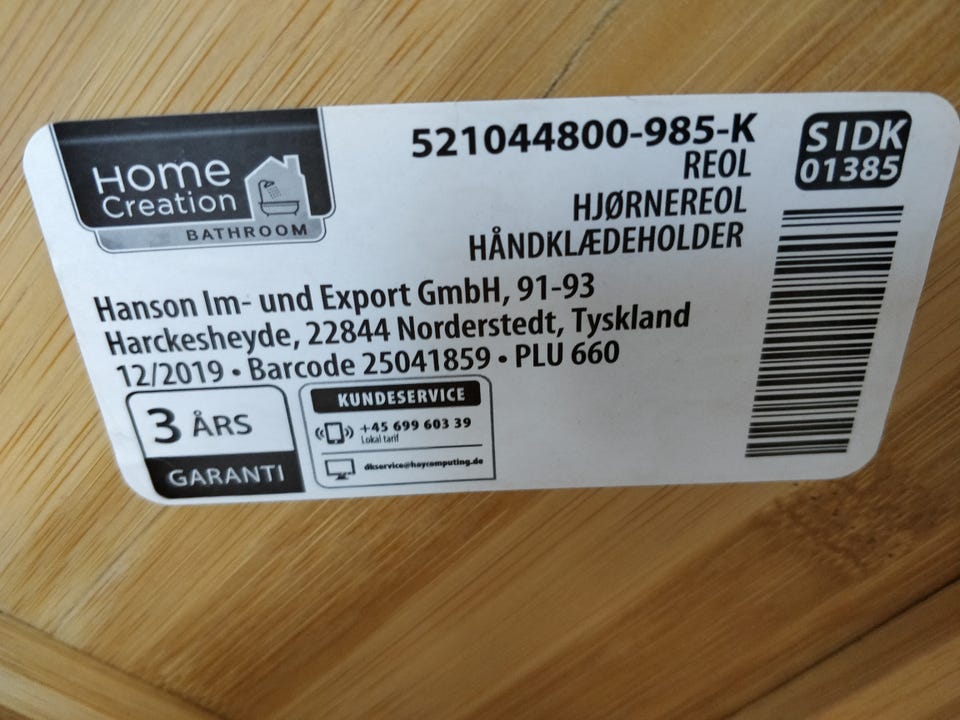 Home
Creation
BATHROOM
521044800-985-K
REOL
HJØRNEREOL
HÅNDKLÆDEHOLDER
SIDK
01385
Hanson Im- und Export GmbH, 91-93
Harckesheyde, 22844 Norderstedt, Tyskland
12/2019 • Barcode 25041859 • PLU 660
3 ÅRS
GARANTI
KUNDESERVICE
+45 699 603 39
Lokal tarif
dkservice@haycomputing.de